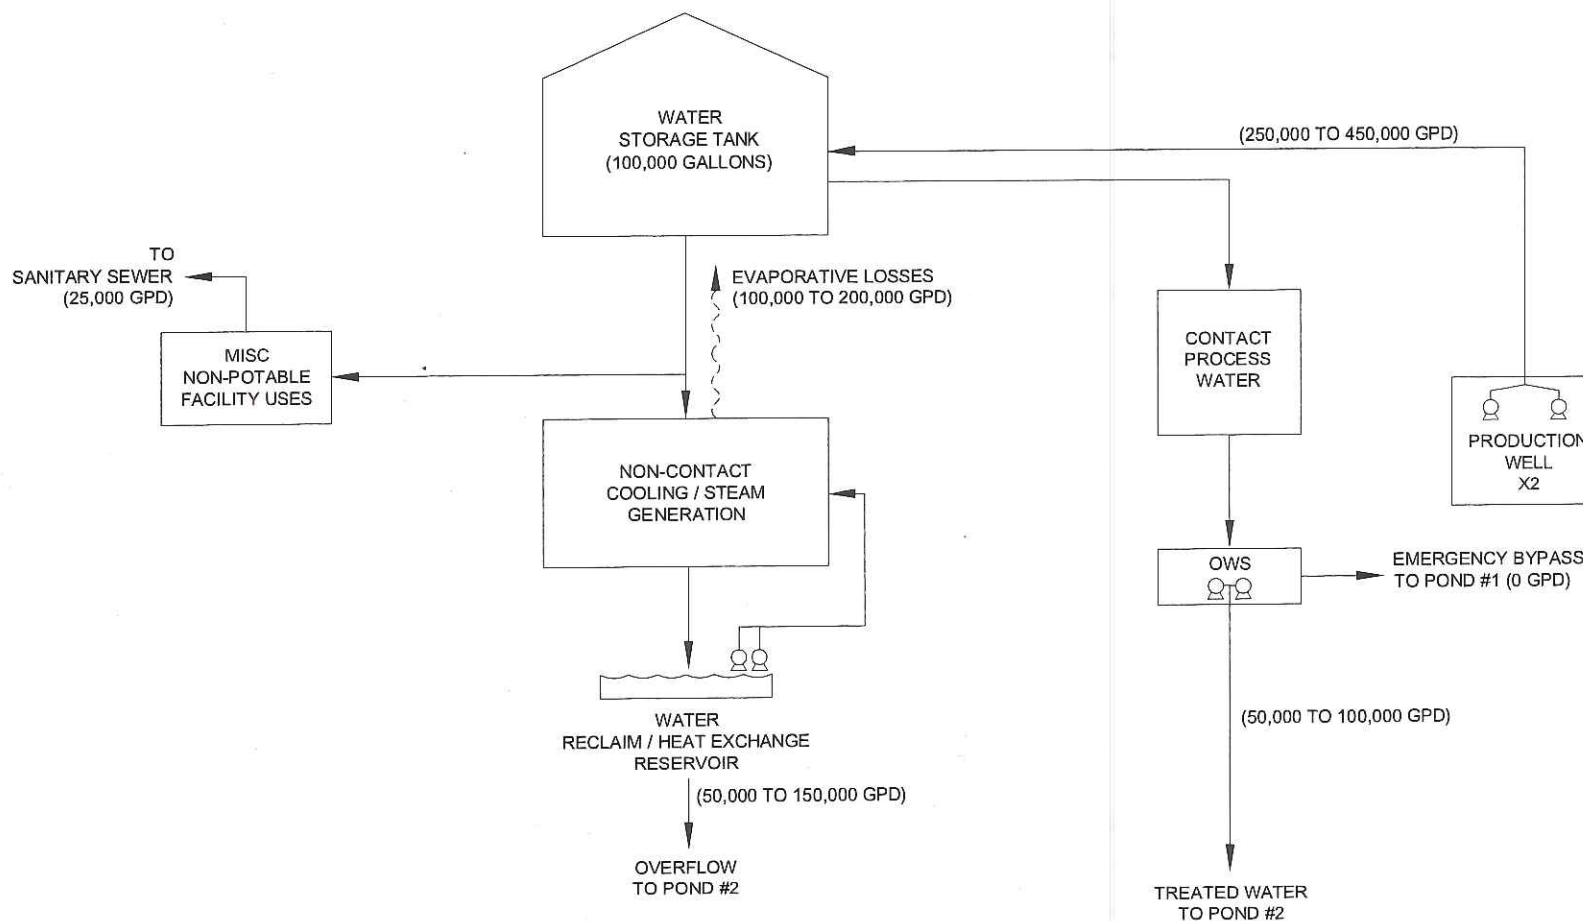 WATER
STORAGE TANK
(100,000 GALLONS)
(250,000 TO 450,000 GPD)
TO
SANITARY SEWER
(25,000 GPD)
EVAPORATIVE LOSSES
(100,000 TO 200,000 GPD)
MISC
NON-POTABLE
FACILITY USES
CONTACT
PROCESS
WATER
PRODUCTION
WELL
X2
NON-CONTACT
COOLING / STEAM
GENERATION
OWS
EMERGENCY BYPASS
TO POND #1 (0 GPD)
WATER
RECLAIM / HEAT EXCHANGE
RESERVOIR
(50,000 TO 150,000 GPD)
(50,000 TO 100,000 GPD)
OVERFLOW
TO POND #2
TREATED WATER
TO POND #2